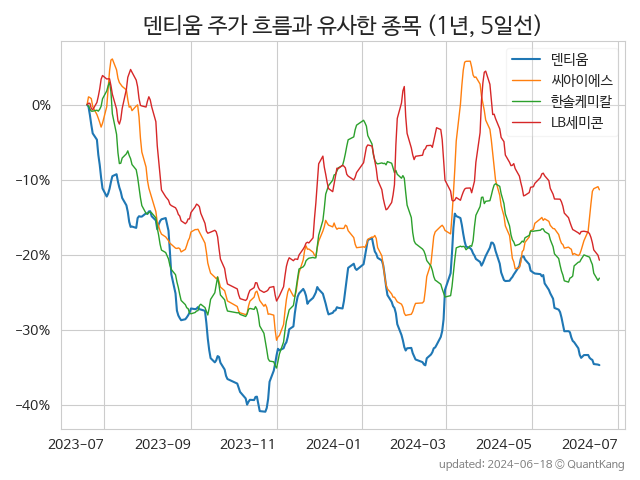 덴티움 주가 흐름과 유사한 종목 (1년, 5일선)
덴티움
씨아이에스
한솔케미칼
LB세미콘
0%
−10%
−20%
−30%
−40%
2023-07 2023-09 2023-11 2024-01 2024-03 2024-05 2024-07
updated: 2024-06-18 © QuantKang